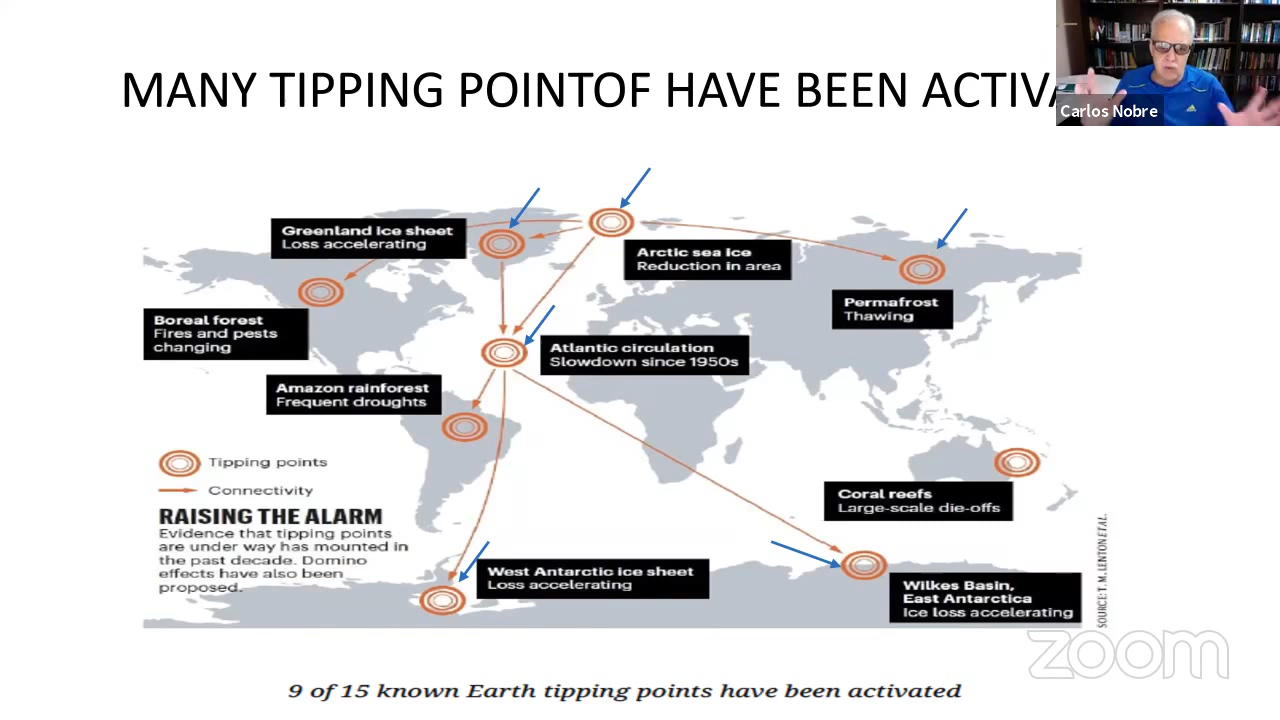 MANY TIPPING POINTOF HAVE BEEN ACTIVA
Carlos Nobre
Greenland ice sheet
Loss accelerating
Arctic sea ice
Reduction in area
Permafrost
Thawing
Boreal forest
Fires and pests
changing
Atlantic circulation
Slowdown since 1950s
Amazon rainforest
Frequent droughts
Tipping points
Connectivity
RAISING THE ALARM
Evidence that tipping points
are under way has mounted in
the past decade. Domino
effects have also been
proposed.
Coral reefs
Large-scale die-offs
West Antarctic ice sheet
Loss accelerating
Wilkes Basin,
East Antarctica
Ice loss accelerating
SOURCE: T. M. LENTON ET AL.
zoom
9 of 15 known Earth tipping points have been activated